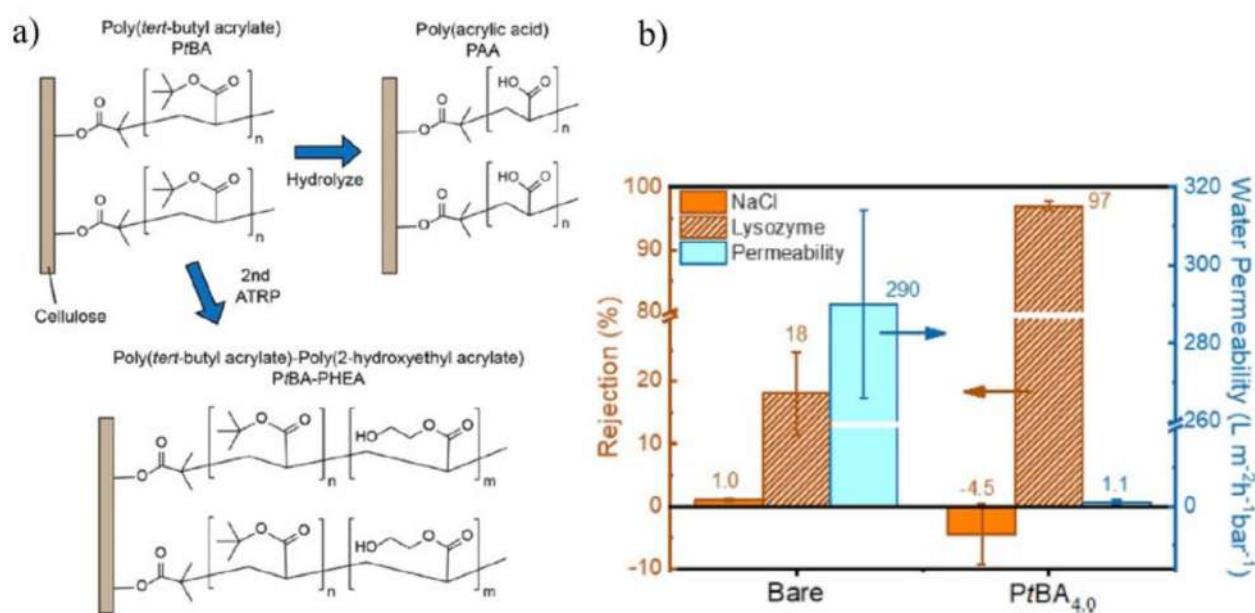 a)
Poly(tert-butyl acrylate)
PtBA
Poly(acrylic acid)
PAA
O
O
HO
O
O
O
n
O
O
n
Hydrolyze
O
O
HO
O
O
O
n
O
O
n
2nd
ATRP
Cellulose
Poly(tert-butyl acrylate)-Poly(2-hydroxyethyl acrylate)
PtBA-PHEA
O
O
HO
O
O
O
O
n
m
O
O
HO
O
O
O
O
n
m
b)
Rejection (%)
100
90
80
20
10
0
-10
NaCl
Lysozyme
Permeability
1.0
18
290
-4.5
97
1.1
Bare
PtBA4.0
320
300
280
260
0
Water Permeability (L m-2h-1bar-1)